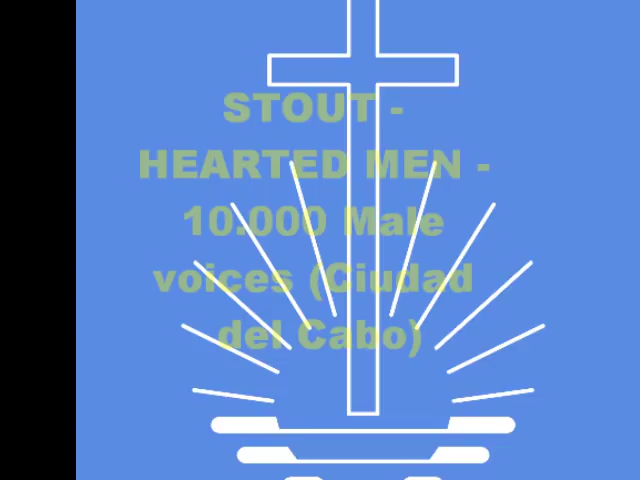 STOUT -
HEARTED MEN -
10.000 Male
voices (Ciudad
del Cabo)